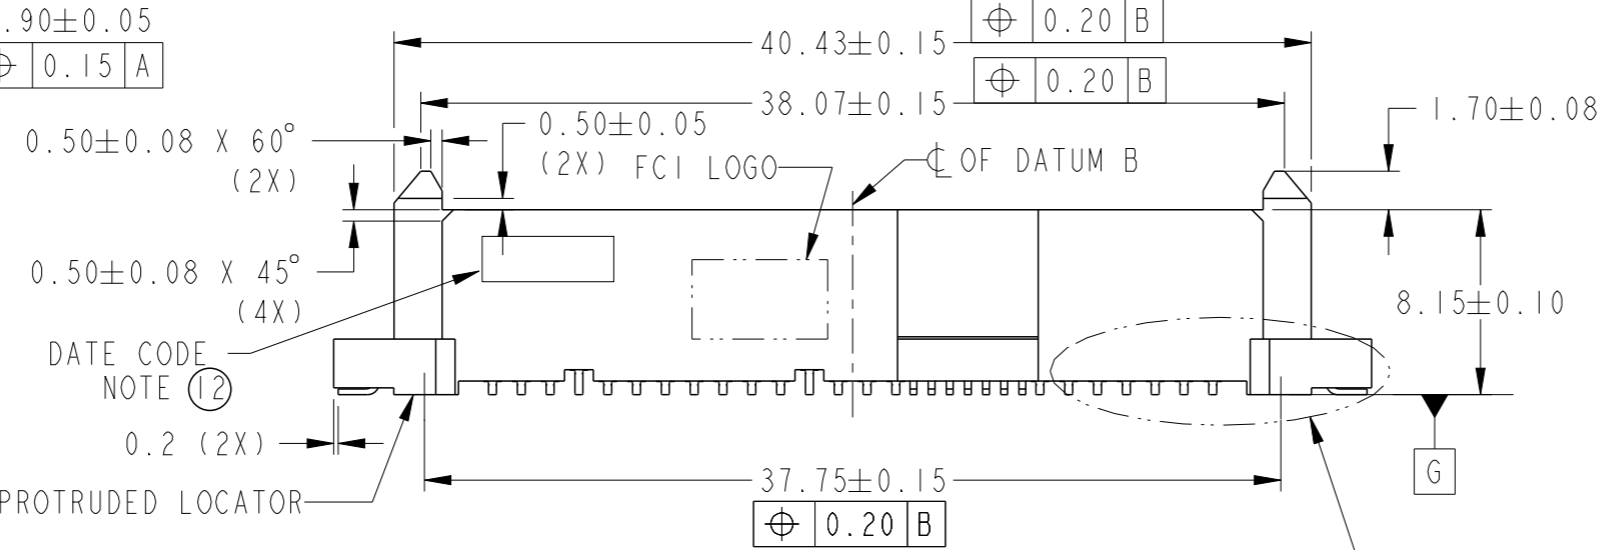 .90±0.05
⌖ 0.15 A
40.43±0.15
⌖ 0.20 B
38.07±0.15
⌖ 0.20 B
0.50±0.08 X 60°
(2X)
0.50±0.05
(2X)
FCI LOGO
℄ OF DATUM B
1.70±0.08
0.50±0.08 X 45°
(4X)
8.15±0.10
DATE CODE
NOTE 12
0.2 (2X)
PROTRUDED LOCATOR
37.75±0.15
⌖ 0.20 B
G